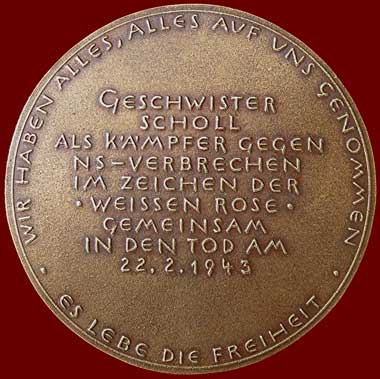 WIR HABEN ALLES, ALLES AUF UNS GENOMMEN
GESCHWISTER
SCHOLL
ALS KÄMPFER GEGEN
NS–VERBRECHEN
IM ZEICHEN DER
· WEISSEN ROSE ·
GEMEINSAM
IN DEN TOD AM
22.2.1943
· ES LEBE DIE FREIHEIT ·